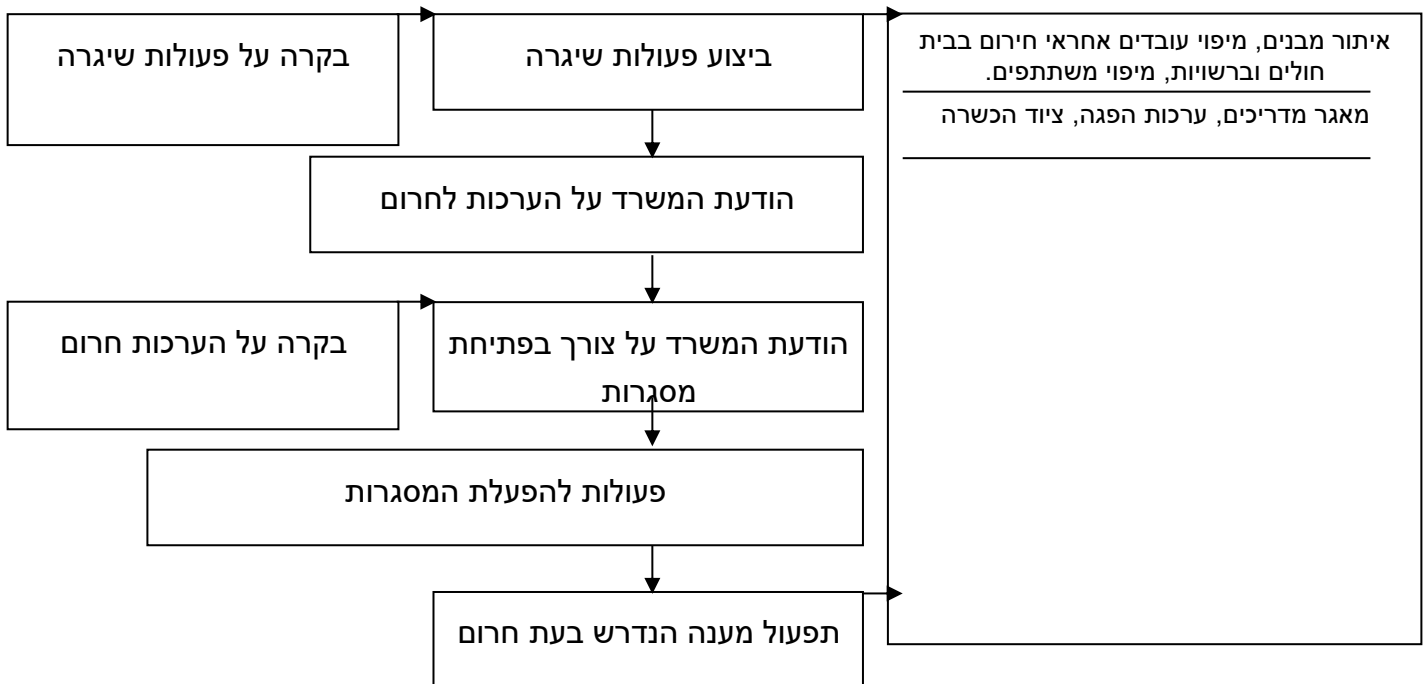 איתור מבנים, מיפוי עובדים אחראי חירום בבית
חולים וברשויות, מיפוי משתתפים.
מאגר מדריכים, ערכות הפגה, ציוד הכשרה
ביצוע פעולות שיגרה
בקרה על פעולות שיגרה
הודעת המשרד על הערכות לחרום
הודעת המשרד על צורך בפתיחת
מסגרות
בקרה על הערכות חרום
פעולות להפעלת המסגרות
תפעול מענה הנדרש בעת חרום